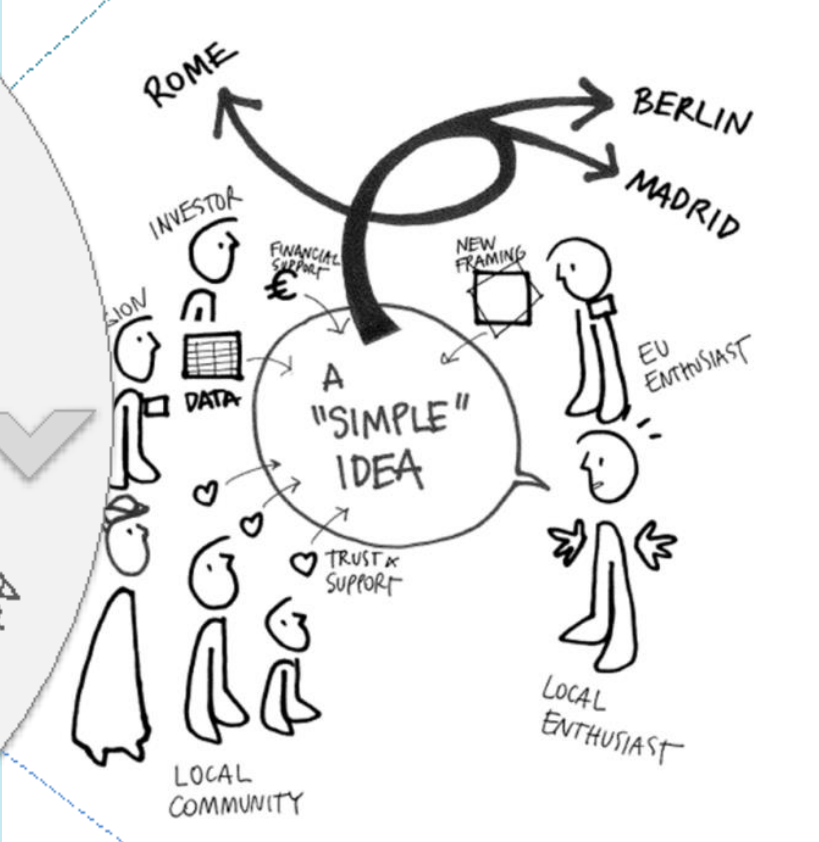 ROME
BERLIN
MADRID
INVESTOR
FINANCIAL
SUPPORT
€
NEW
FRAMING
EU
ENTHUSIAST
DATA
A
"SIMPLE"
IDEA
TRUST &
SUPPORT
LOCAL
COMMUNITY
LOCAL
ENTHUSIAST